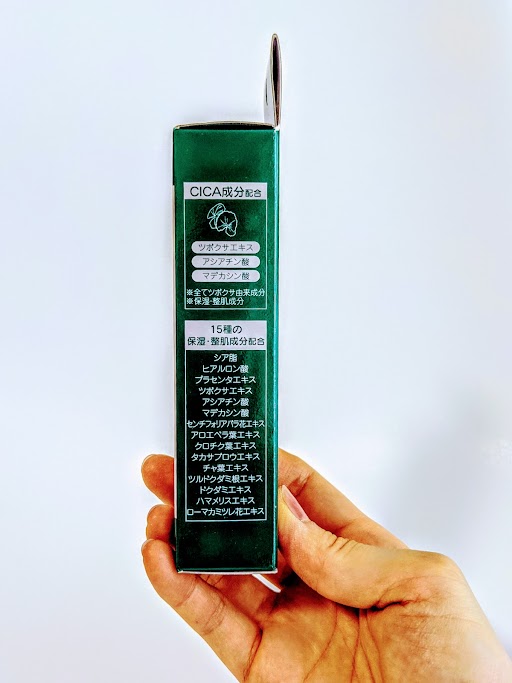 CICA成分配合
ツボクサエキス
アシアチン酸
マデカシン酸
※全てツボクサ由来成分
※保湿・整肌成分
15種の
保湿・整肌成分配合
シア脂
ヒアルロン酸
プラセンタエキス
ツボクサエキス
アシアチン酸
マデカシン酸
センチフォリアバラ花エキス
アロエベラ葉エキス
クロチク葉エキス
タカサブロウエキス
チャ葉エキス
ツルドクダミ根エキス
ドクダミエキス
ハマメリスエキス
ローマカミツレ花エキス